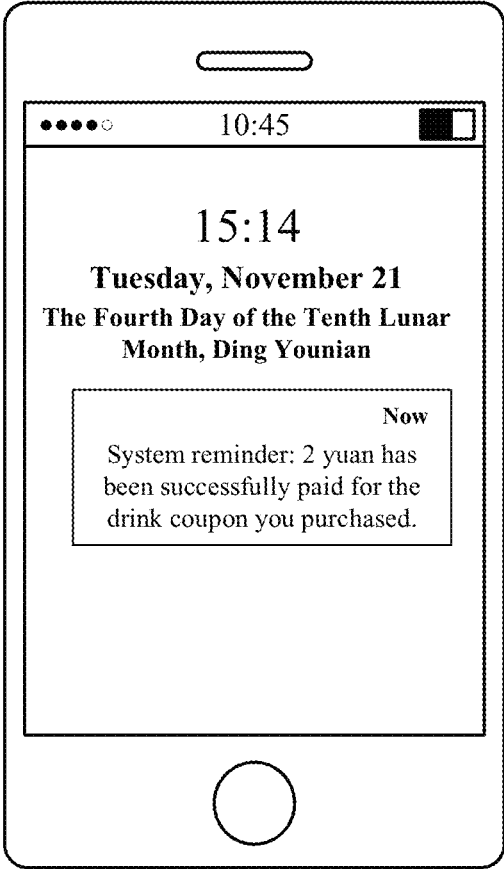 10:45
15:14
Tuesday, November 21
The Fourth Day of the Tenth Lunar
Month, Ding Younian
Now
System reminder: 2 yuan has
been successfully paid for the
drink coupon you purchased.